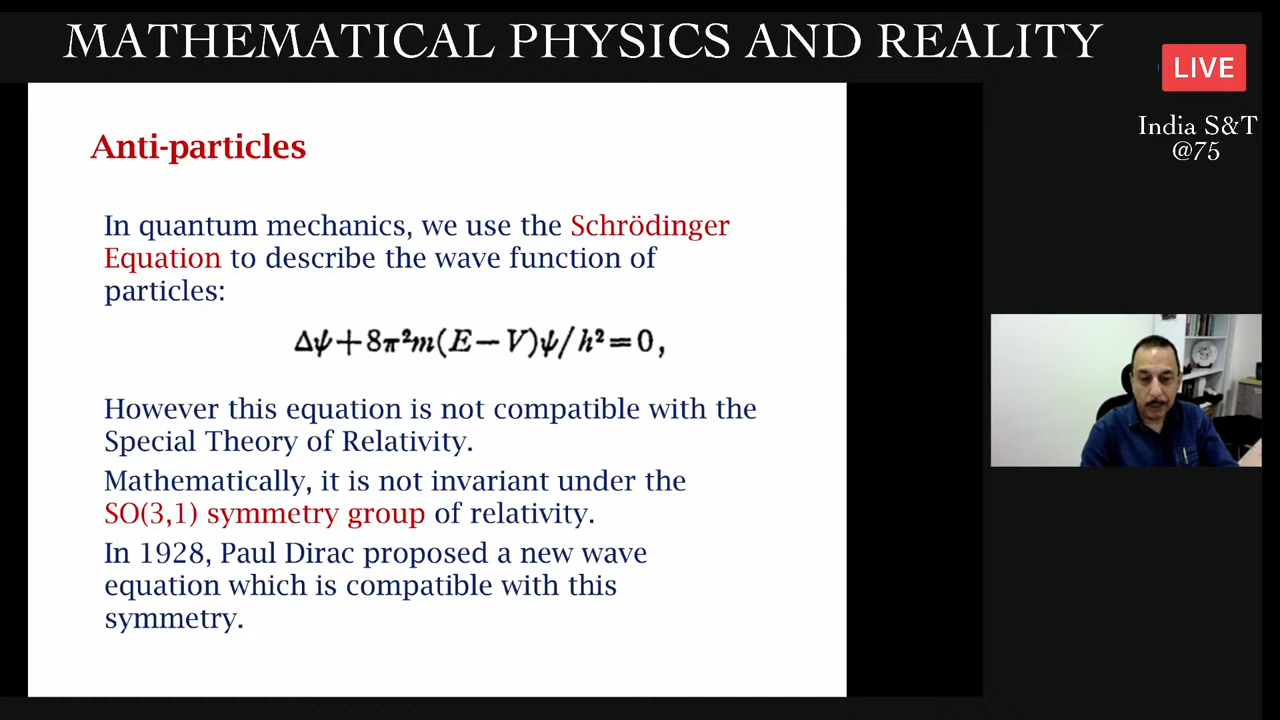 MATHEMATICAL PHYSICS AND REALITY
LIVE
India S&T
@75
Anti-particles
In quantum mechanics, we use the Schrödinger
Equation to describe the wave function of
particles:
Δψ+8π²m(E−V)ψ/h²=0,
However this equation is not compatible with the
Special Theory of Relativity.
Mathematically, it is not invariant under the
SO(3,1) symmetry group of relativity.
In 1928, Paul Dirac proposed a new wave
equation which is compatible with this
symmetry.